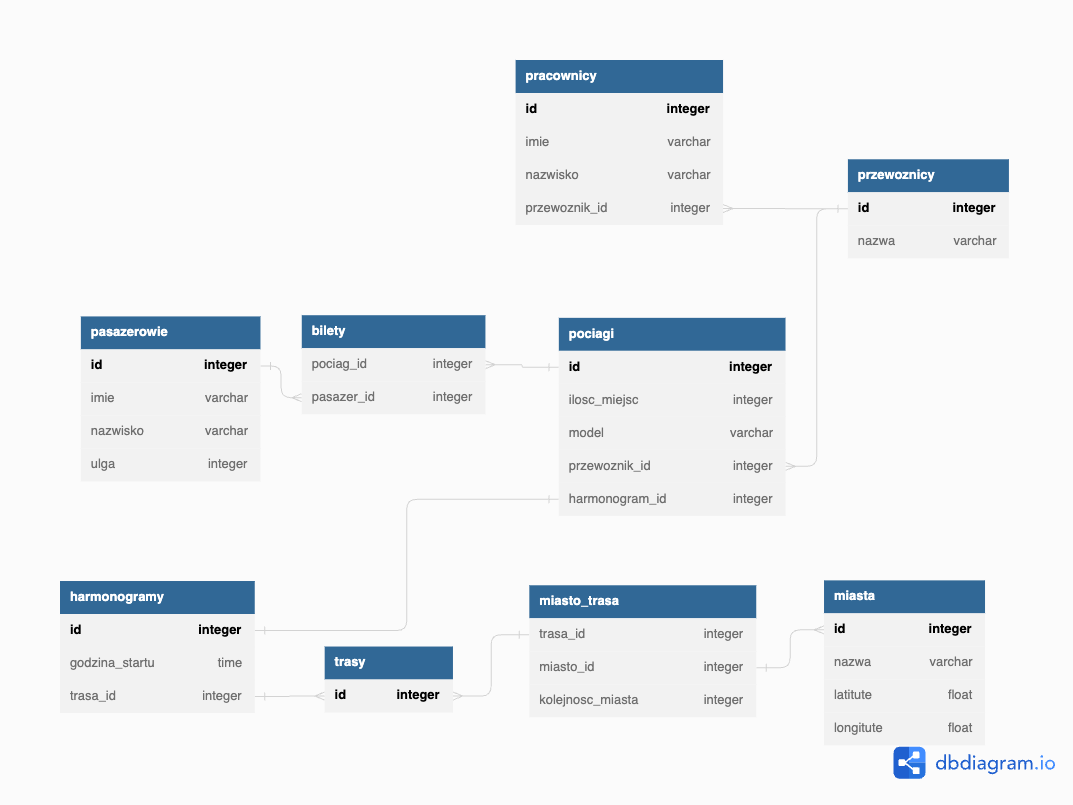 pracownicy
id integer
imie varchar
nazwisko varchar
przewoznik_id integer
przewoznicy
id integer
nazwa varchar
pasazerowie
id integer
imie varchar
nazwisko varchar
ulga integer
bilety
pociag_id integer
pasazer_id integer
pociagi
id integer
ilosc_miejsc integer
model varchar
przewoznik_id integer
harmonogram_id integer
harmonogramy
id integer
godzina_startu time
trasa_id integer
trasy
id integer
miasto_trasa
trasa_id integer
miasto_id integer
kolejnosc_miasta integer
miasta
id integer
nazwa varchar
latitute float
longitute float
dbdiagram.io